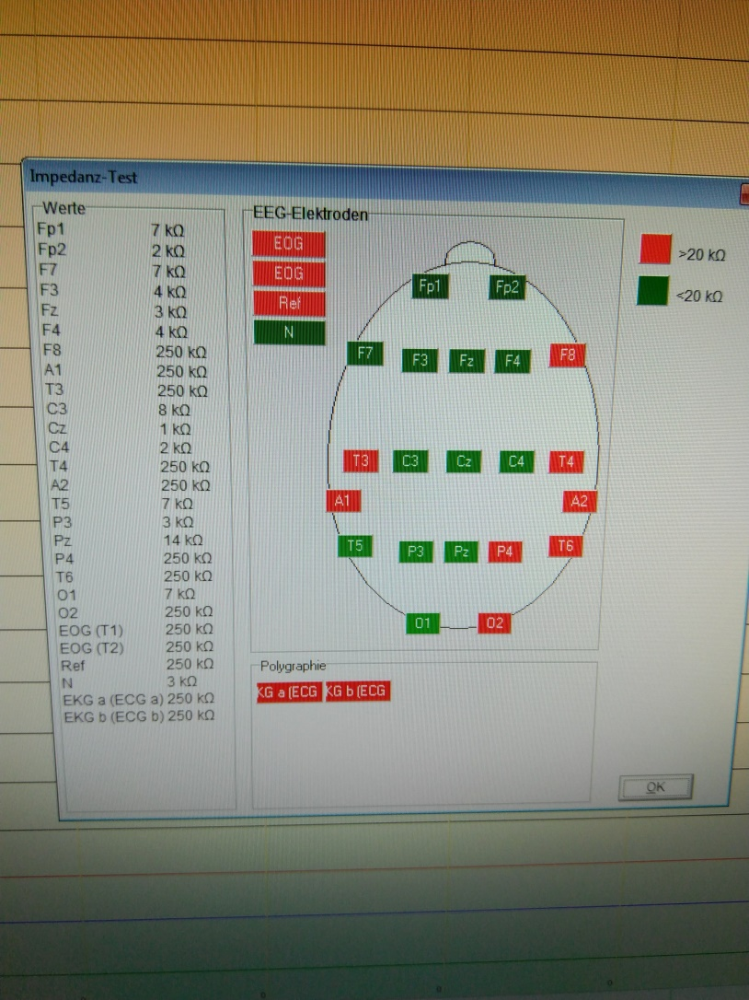 Impedanz-Test
Werte
Fp1 7 kΩ
Fp2 2 kΩ
F7 7 kΩ
F3 4 kΩ
Fz 3 kΩ
F4 4 kΩ
F8 250 kΩ
A1 250 kΩ
T3 250 kΩ
C3 8 kΩ
Cz 1 kΩ
C4 2 kΩ
T4 250 kΩ
A2 250 kΩ
T5 7 kΩ
P3 3 kΩ
Pz 14 kΩ
P4 250 kΩ
T6 250 kΩ
O1 7 kΩ
O2 250 kΩ
EOG (T1) 250 kΩ
EOG (T2) 250 kΩ
Ref 250 kΩ
N 3 kΩ
EKG a (ECG a) 250 kΩ
EKG b (ECG b) 250 kΩ
EEG-Elektroden
EOG
EOG
Ref
N
Fp1 Fp2
F7 F3 Fz F4 F8
T3 C3 Cz C4 T4
A1 A2
T5 P3 Pz P4 T6
O1 O2
>20 kΩ
<20 kΩ
Polygraphie
KG a (ECG KG b (ECG
OK